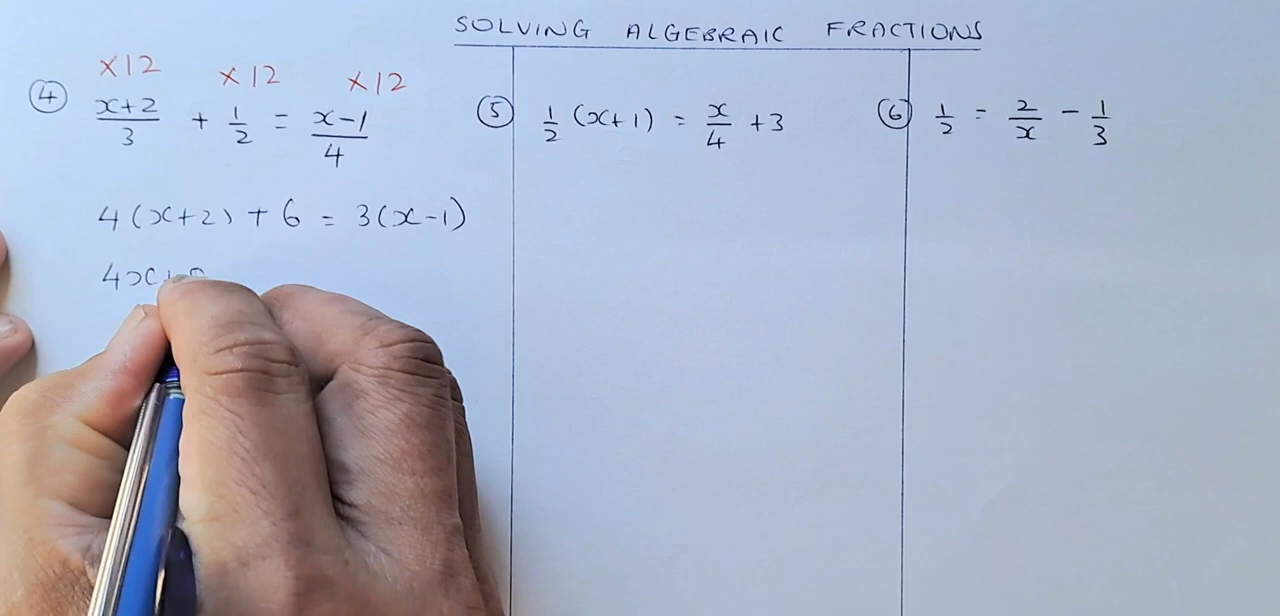 SOLVING ALGEBRAIC FRACTIONS
×12 ×12 ×12
④ x+2/3 + 1/2 = x-1/4
4(x+2) + 6 = 3(x-1)
4x+
⑤ 1/2 (x+1) = x/4 +3
⑥ 1/2 = 2/x - 1/3